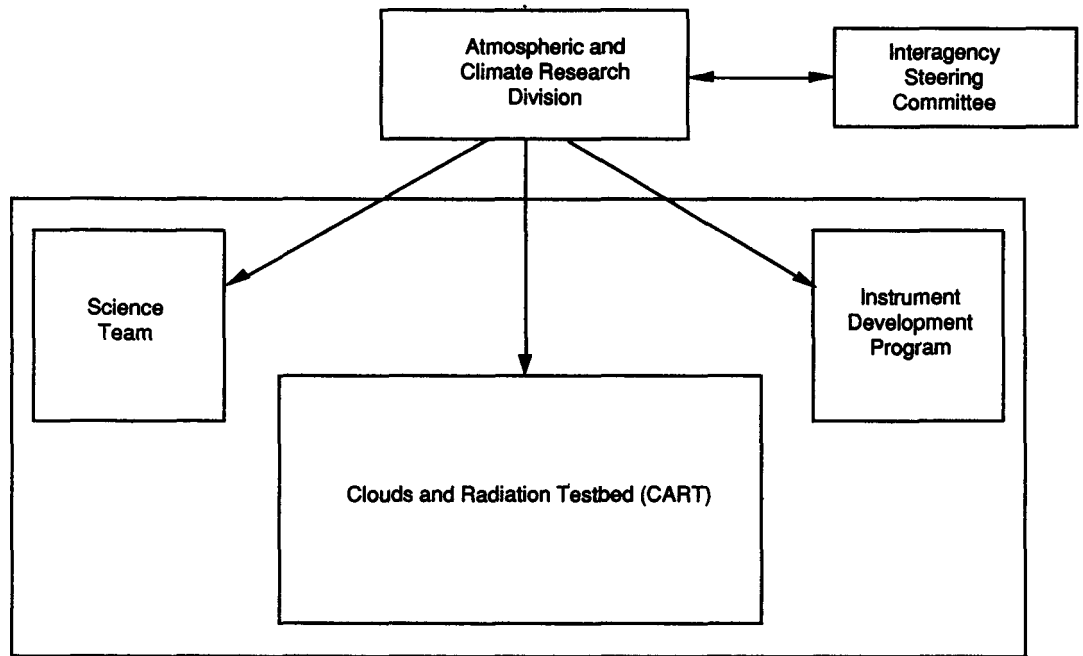 Atmospheric and
Climate Research
Division
Interagency
Steering
Committee
Science
Team
Instrument
Development
Program
Clouds and Radiation Testbed (CART)